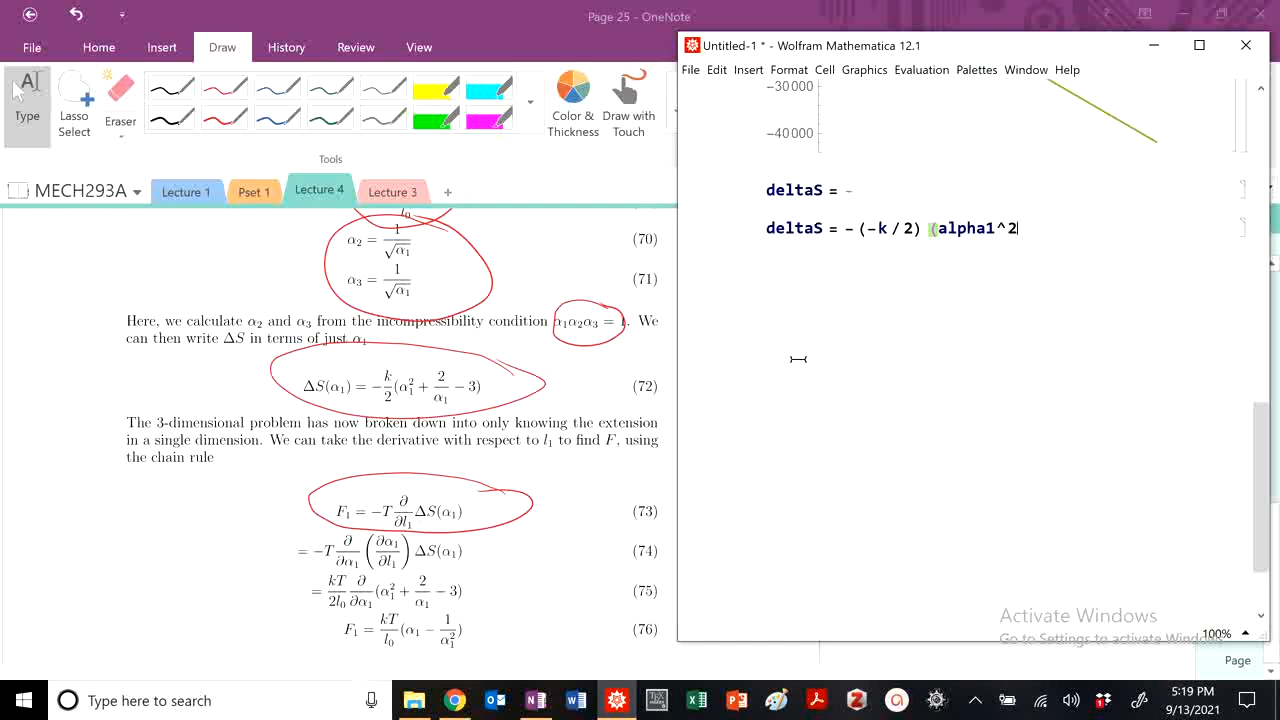 Page 25 - OneNote
File Home Insert Draw History Review View
Type
Lasso Select
Eraser
Color & Thickness
Draw with Touch
Tools
MECH293A
Lecture 1
Pset 1
Lecture 4
Lecture 3
+
l₀
α₂ = 1/√α₁ (70)
α₃ = 1/√α₁ (71)
Here, we calculate α₂ and α₃ from the incompressibility condition α₁α₂α₃ = 1. We
can then write ΔS in terms of just α₁
ΔS(α₁) = −k/2(α₁² + 2/α₁ − 3) (72)
The 3-dimensional problem has now broken down into only knowing the extension
in a single dimension. We can take the derivative with respect to l₁ to find F, using
the chain rule
F₁ = −T ∂/∂l₁ ΔS(α₁) (73)
= −T ∂/∂α₁ (∂α₁/∂l₁) ΔS(α₁) (74)
= kT/2l₀ ∂/∂α₁ (α₁² + 2/α₁ − 3) (75)
F₁ = kT/l₀ (α₁ − 1/α₁²) (76)
Untitled-1 * - Wolfram Mathematica 12.1
File Edit Insert Format Cell Graphics Evaluation Palettes Window Help
−30 000
−40 000
deltaS = -
deltaS = - (-k / 2) (alpha1^2
Activate Windows
Go to Settings to activate Windows.
100%
Page
Type here to search
5:19 PM
9/13/2021